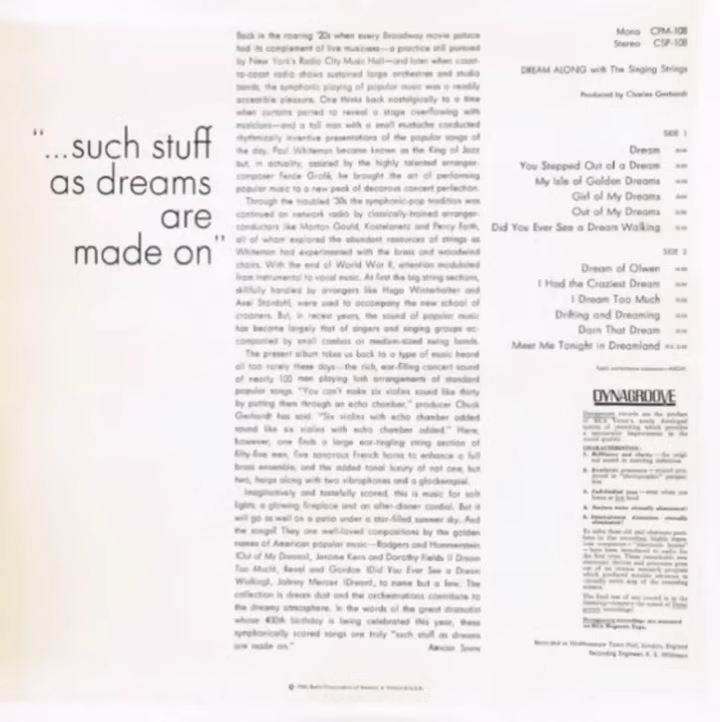 "...such stuff
as dreams
are
made on"
Back in the roaring '20s when every Broadway movie palace
had its complement of live musicians—a practice still pursued
by New York's Radio City Music Hall—and later when coast-
to-coast radio shows sustained large orchestras and studio
bands, the symphonic playing of popular music was a readily
accessible pleasure. One thinks back nostalgically to a time
when curtains parted to reveal a stage overflowing with
musicians—and a tall man with a small mustache conducted
rhythmically inventive presentations of the popular songs of
the day. Paul Whiteman became known as the King of Jazz
but, in actuality, assisted by the highly talented arranger-
composer Ferde Grofé, he brought the art of performing
popular music to a new peak of decorous concert perfection.
Through the troubled '30s the symphonic-pop tradition was
continued on network radio by classically-trained arranger-
conductors like Morton Gould, Kostelanetz and Percy Faith,
all of whom explored the abundant resources of strings as
Whiteman had experimented with the brass and woodwind
choirs. With the end of World War II, attention modulated
from instrumental to vocal music. At first the big string sections,
skillfully handled by arrangers like Hugo Winterhalter and
Axel Stordahl, were used to accompany the new school of
crooners. But, in recent years, the sound of popular music
has become largely that of singers and singing groups ac-
companied by small combos or medium-sized swing bands.
The present album takes us back to a type of music heard
all too rarely these days—the rich, ear-filling concert sound
of nearly 100 men playing lush arrangements of standard
popular songs. "You can't make six violins sound like thirty
by putting them through an echo chamber," producer Chuck
Gerhardt has said. "Six violins with echo chamber added
sound like six violins with echo chamber added." Here,
however, one finds a large ear-tingling string section of
fifty-five men, five sonorous French horns to enhance a full
brass ensemble, and the added tonal luxury of not one, but
two, harps along with two vibraphones and a glockenspiel.
Imaginatively and tastefully scored, this is music for soft
lights, a glowing fireplace and an after-dinner cordial. But it
will go as well on a patio under a star-filled summer sky. And
the songs? They are well-loved compositions by the golden
names of American popular music—Rodgers and Hammerstein
(Out of My Dreams), Jerome Kern and Dorothy Fields (I Dream
Too Much), Revel and Gordon (Did You Ever See a Dream
Walking), Johnny Mercer (Dream), to name but a few. The
collection is dream dust and the orchestrations contribute to
the dreamy atmosphere. In the words of the great dramatist
whose 400th birthday is being celebrated this year, these
symphonically scored songs are truly "such stuff as dreams
are made on."
Mono CPM-108
Stereo CSP-108
DREAM ALONG with The Singing Strings
Produced by Charles Gerhardt
SIDE 1
Dream
You Stepped Out of a Dream
My Isle of Golden Dreams
Girl of My Dreams
Out of My Dreams
Did You Ever See a Dream Walking
SIDE 2
Dream of Olwen
I Had the Craziest Dream
I Dream Too Much
Drifting and Dreaming
Darn That Dream
Meet Me Tonight in Dreamland
DYNAGROOVE
Recorded in Walthamstow Town Hall, London, England
Recording Engineer: K. E. Wilkinson